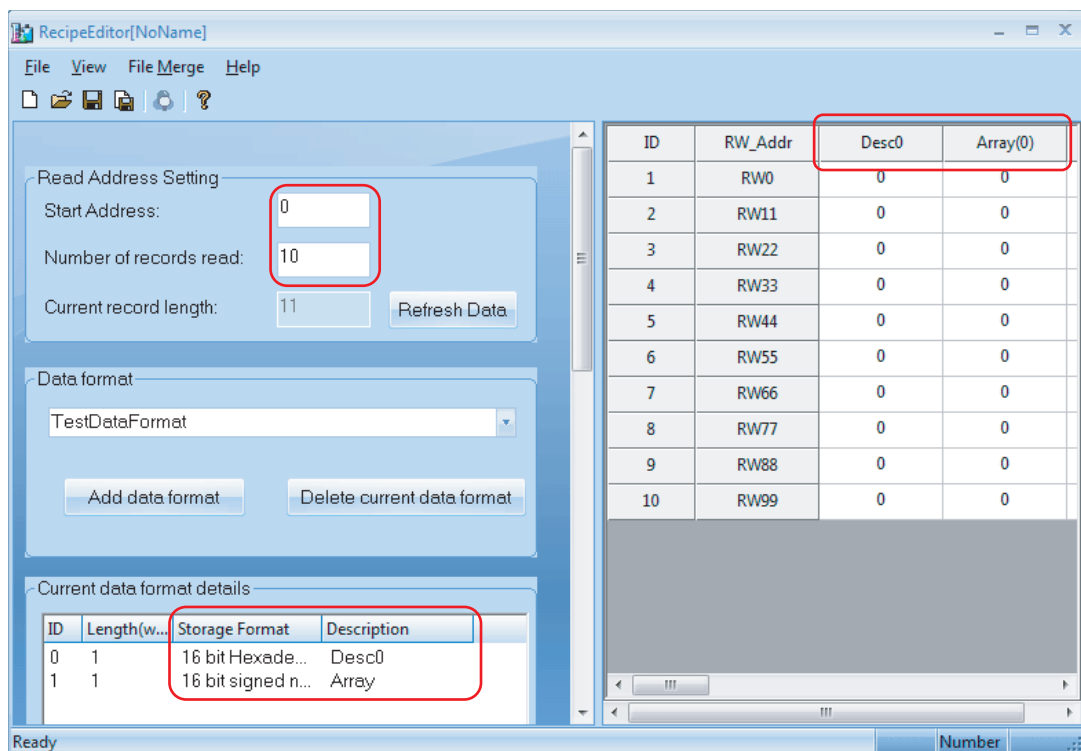 RecipeEditor[NoName]
File View File Merge Help
Read Address Setting
Start Address: 0
Number of records read: 10
Current record length: 11 Refresh Data
Data format
TestDataFormat
Add data format Delete current data format
Current data format details
ID Length(w... Storage Format Description
0 1 16 bit Hexade... Desc0
1 1 16 bit signed n... Array
ID RW_Addr Desc0 Array(0)
1 RW0 0 0
2 RW11 0 0
3 RW22 0 0
4 RW33 0 0
5 RW44 0 0
6 RW55 0 0
7 RW66 0 0
8 RW77 0 0
9 RW88 0 0
10 RW99 0 0
Ready Number